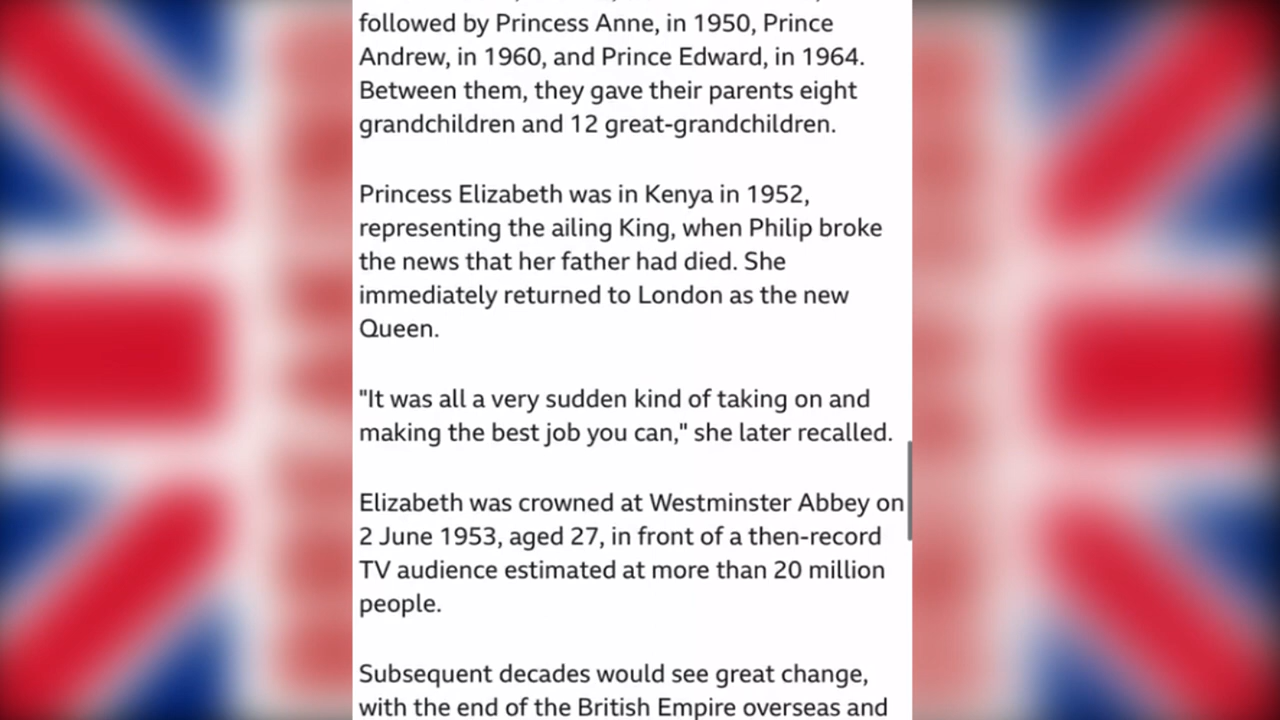 followed by Princess Anne, in 1950, Prince
Andrew, in 1960, and Prince Edward, in 1964.
Between them, they gave their parents eight
grandchildren and 12 great-grandchildren.
Princess Elizabeth was in Kenya in 1952,
representing the ailing King, when Philip broke
the news that her father had died. She
immediately returned to London as the new
Queen.
"It was all a very sudden kind of taking on and
making the best job you can," she later recalled.
Elizabeth was crowned at Westminster Abbey on
2 June 1953, aged 27, in front of a then-record
TV audience estimated at more than 20 million
people.
Subsequent decades would see great change,
with the end of the British Empire overseas and